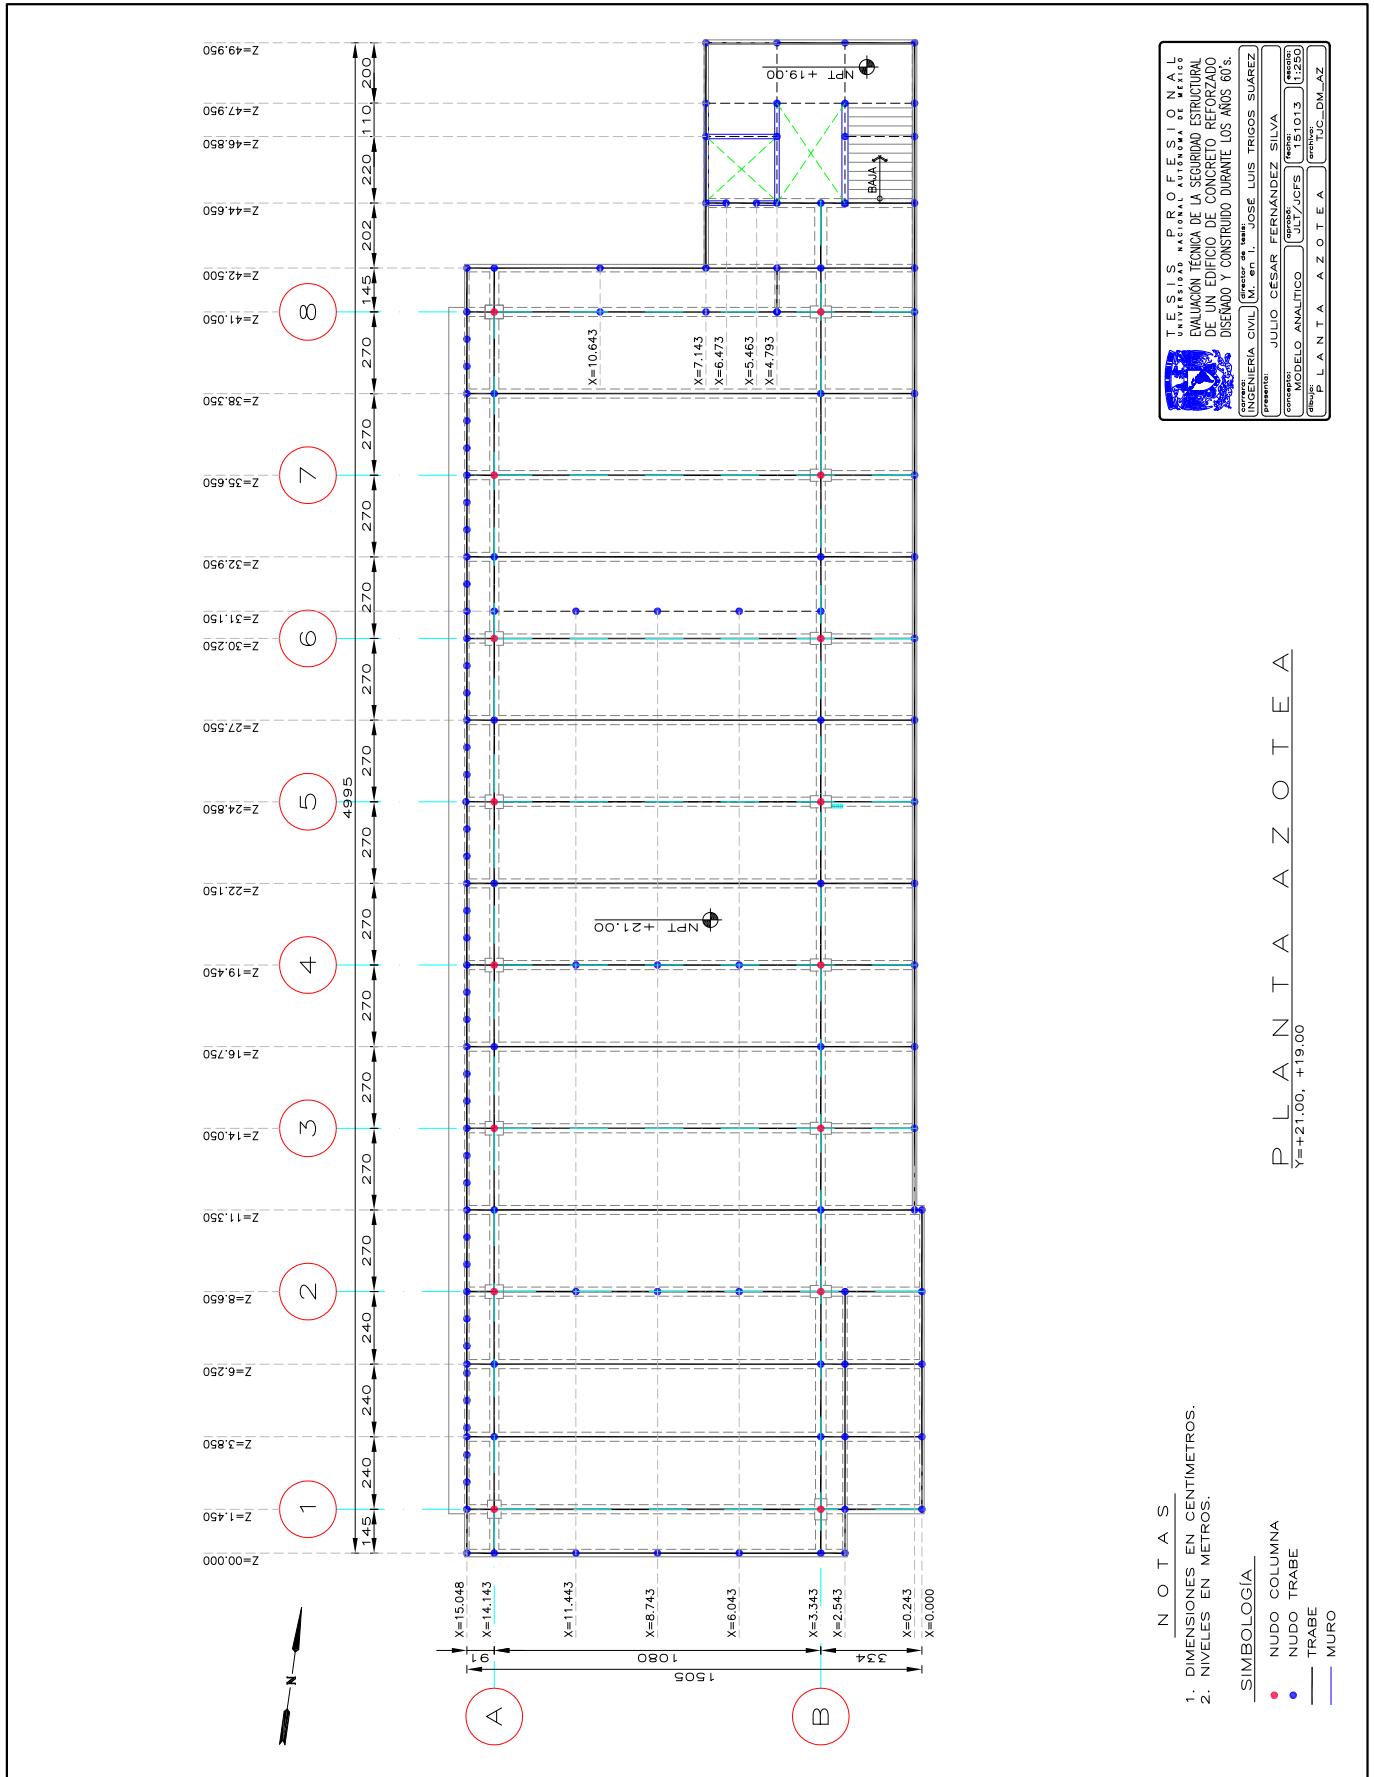 TESIS PROFESIONAL
UNIVERSIDAD NACIONAL AUTÓNOMA DE MÉXICO
EVALUACIÓN TÉCNICA DE LA SEGURIDAD ESTRUCTURAL
DE UN EDIFICIO DE CONCRETO REFORZADO
DISEÑADO Y CONSTRUIDO DURANTE LOS AÑOS 60's.
carrera:
INGENIERÍA CIVIL
director de tesis:
M. en I. JOSÉ LUIS TRIGOS SUÁREZ
presenta:
JULIO CÉSAR FERNÁNDEZ SILVA
concepto:
MODELO ANALÍTICO
aprobó:
JLT/JCFS
fecha:
151013
escala:
1:250
dibujo:
PLANTA AZOTEA
archivo:
TJC_DM_AZ
Z=49.950
Z=47.950
Z=46.850
Z=44.650
Z=42.500
Z=41.050
Z=38.350
Z=35.650
Z=32.950
Z=31.150
Z=30.250
Z=27.550
Z=24.850
Z=22.150
Z=19.450
Z=16.750
Z=14.050
Z=11.350
Z=8.650
Z=6.250
Z=3.850
Z=1.450
Z=00.000
8
7
6
5
4
3
2
1
4995
200
110
220
202
145
270
270
270
270
270
270
270
270
270
270
270
270
240
240
240
145
NPT +19.00
BAJA
X=10.643
X=7.143
X=6.473
X=5.463
X=4.793
NPT +21.00
X=15.048
X=14.143
X=11.443
X=8.743
X=6.043
X=3.343
X=2.543
X=0.243
X=0.000
91
1080
334
1505
A
B
N
PLANTA AZOTEA
Y=+21.00, +19.00
NOTAS
1. DIMENSIONES EN CENTÍMETROS.
2. NIVELES EN METROS.
SIMBOLOGÍA
NUDO COLUMNA
NUDO TRABE
TRABE
MURO